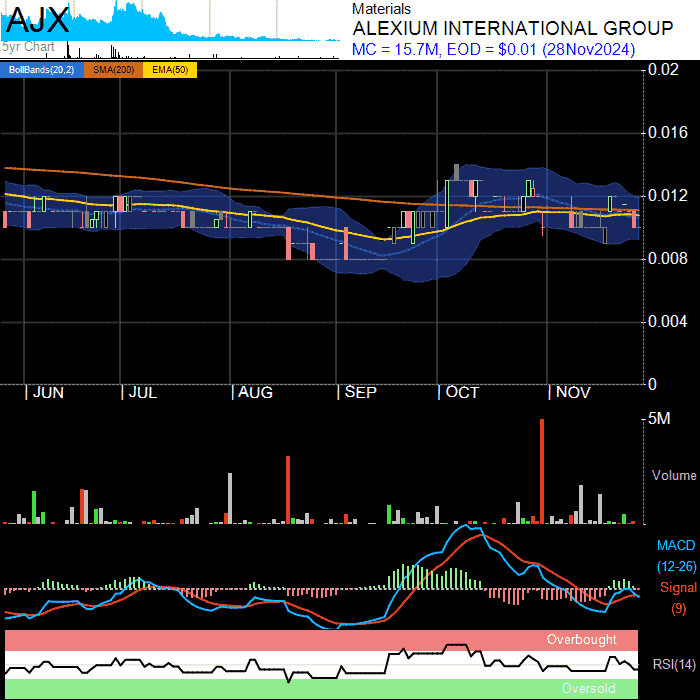 AJX
5yr Chart
Materials
ALEXIUM INTERNATIONAL GROUP
MC = 15.7M, EOD = $0.01 (28Nov2024)
BollBands(20,2) SMA(200) EMA(50)
0.02
0.016
0.012
0.008
0.004
0
JUN JUL AUG SEP OCT NOV
5M
Volume
MACD
(12-26)
Signal
(9)
Overbought
RSI(14)
Oversold